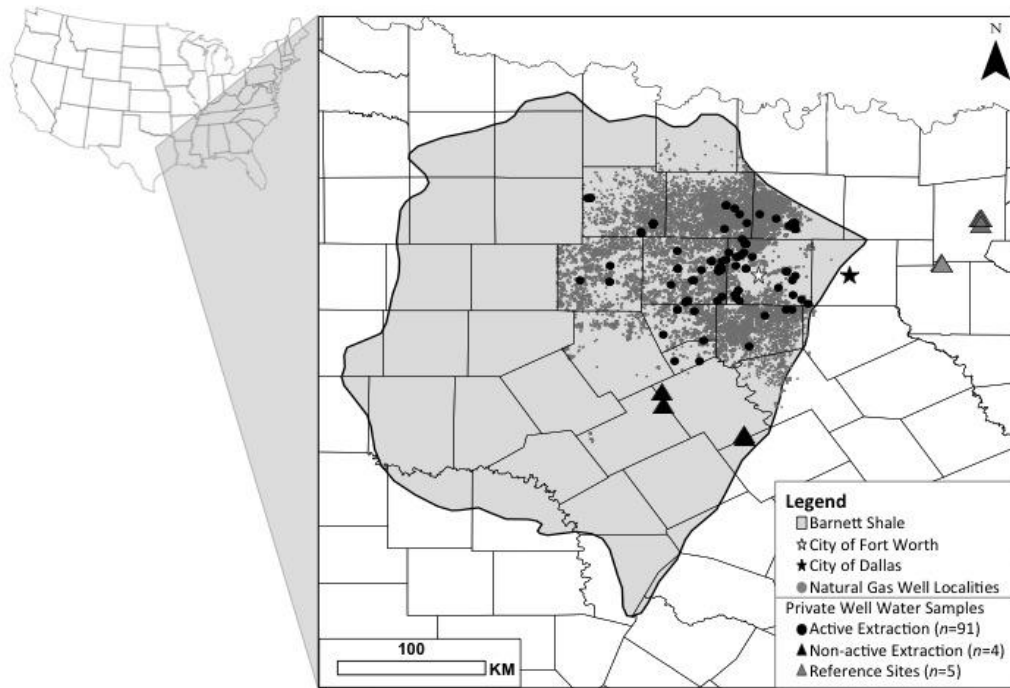 N
Legend
Barnett Shale
City of Fort Worth
City of Dallas
Natural Gas Well Localities
Private Well Water Samples
Active Extraction (n=91)
Non-active Extraction (n=4)
Reference Sites (n=5)
100
KM